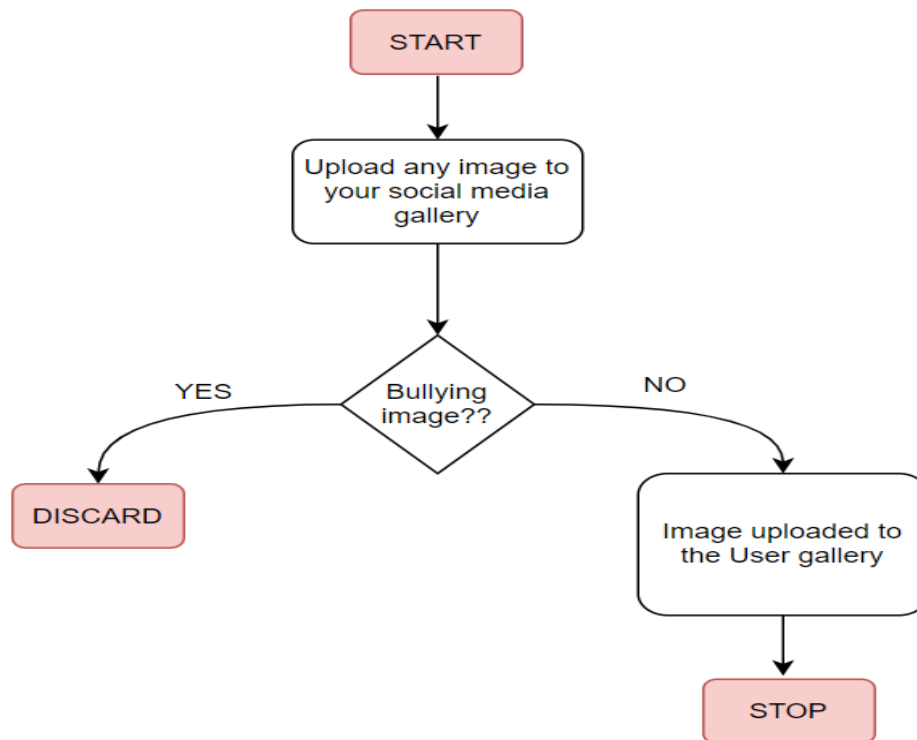 START
Upload any image to
your social media
gallery
YES
Bullying
image??
NO
DISCARD
Image uploaded to
the User gallery
STOP